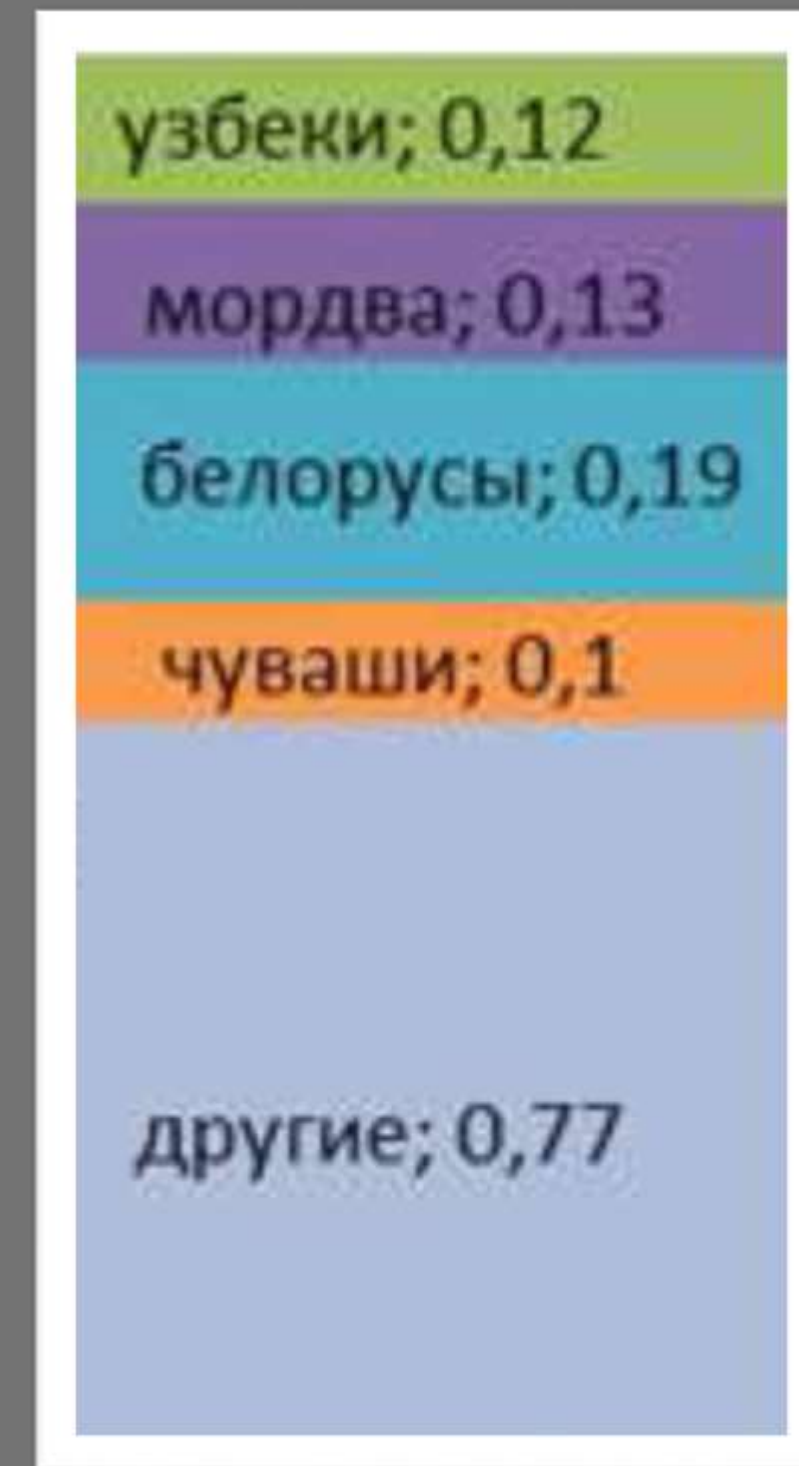 узбеки; 0,12
мордва; 0,13
белорусы; 0,19
чуваши; 0,1
другие; 0,77